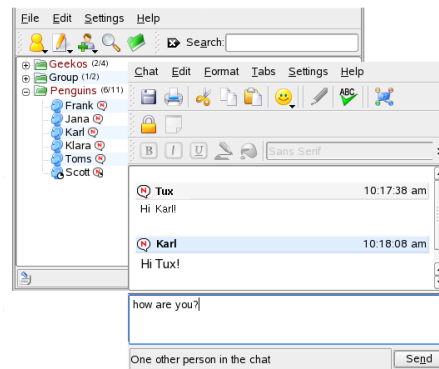 File Edit Settings Help
Search:
Geekos (2/4)
Group (1/2)
Penguins (6/11)
Frank
Jana
Karl
Klara
Toms
Scott
Chat Edit Format Tabs Settings Help
ABC
B I U Sans Serif
N Tux 10:17:38 am
Hi Karl!
N Karl 10:18:08 am
Hi Tux!
how are you?
One other person in the chat Send